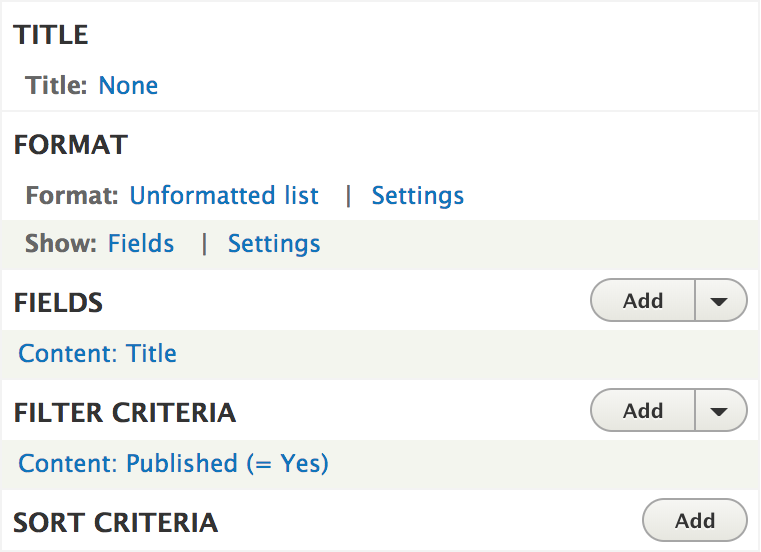 TITLE
Title: None
FORMAT
Format: Unformatted list | Settings
Show: Fields | Settings
FIELDS Add
Content: Title
FILTER CRITERIA Add
Content: Published (= Yes)
SORT CRITERIA Add